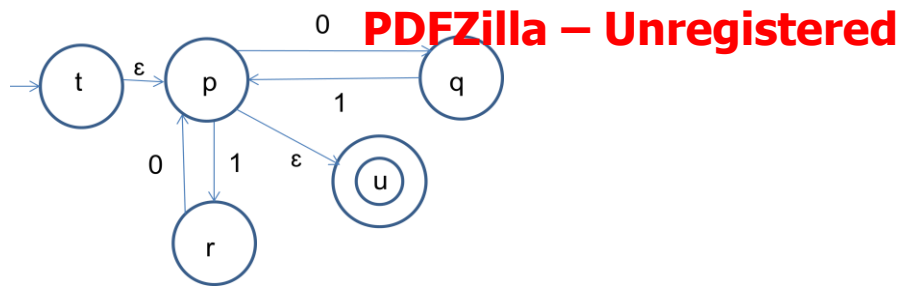 0
PDFZilla – Unregistered
t
ε
p
q
1
0
1
ε
u
r